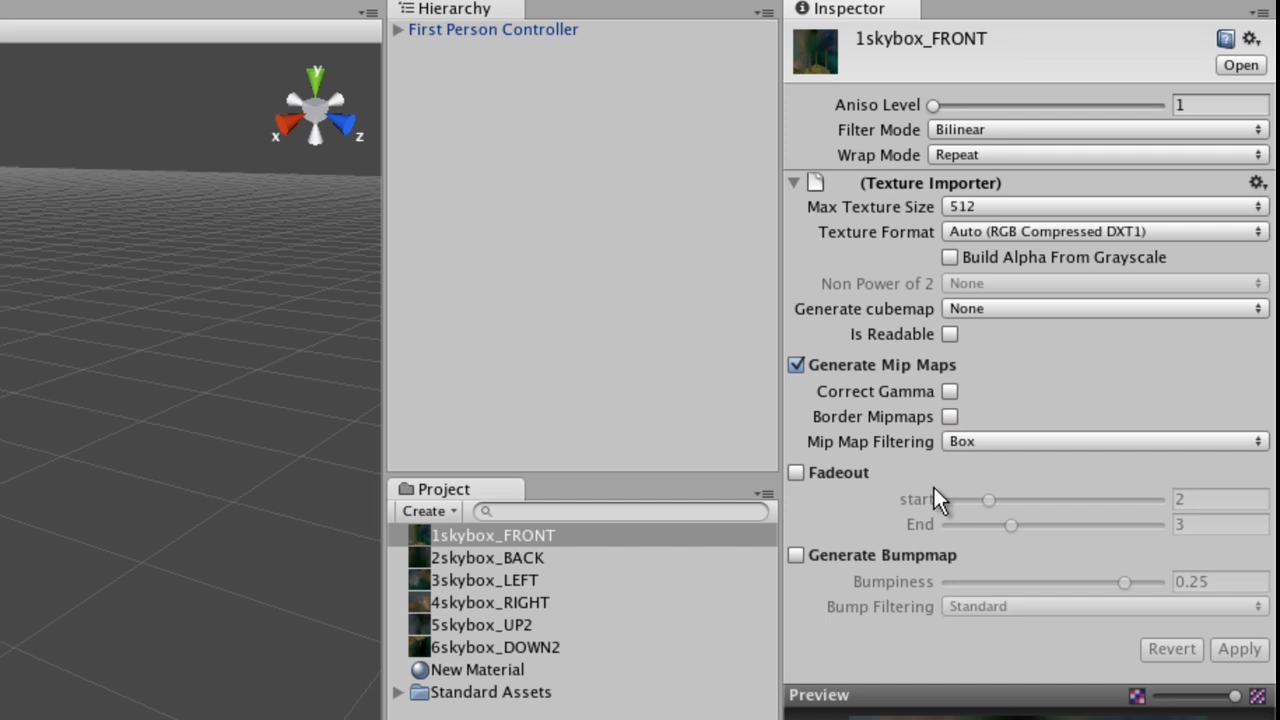 y
x
z
Hierarchy
First Person Controller
Project
Create
1skybox_FRONT
2skybox_BACK
3skybox_LEFT
4skybox_RIGHT
5skybox_UP2
6skybox_DOWN2
New Material
Standard Assets
Inspector
1skybox_FRONT
Open
Aniso Level 1
Filter Mode Bilinear
Wrap Mode Repeat
(Texture Importer)
Max Texture Size 512
Texture Format Auto (RGB Compressed DXT1)
Build Alpha From Grayscale
Non Power of 2 None
Generate cubemap None
Is Readable
Generate Mip Maps
Correct Gamma
Border Mipmaps
Mip Map Filtering Box
Fadeout
start 2
End 3
Generate Bumpmap
Bumpiness 0.25
Bump Filtering Standard
Revert Apply
Preview